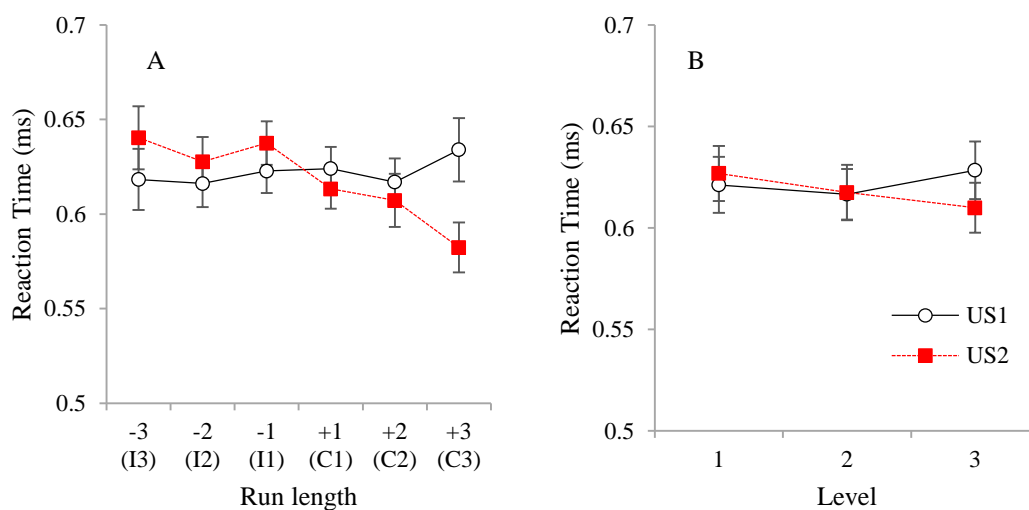 A
Reaction Time (ms)
0.7
0.65
0.6
0.55
0.5
-3 -2 -1 +1 +2 +3
(I3) (I2) (I1) (C1) (C2) (C3)
Run length
B
Reaction Time (ms)
0.7
0.65
0.6
0.55
0.5
US1
US2
1 2 3
Level